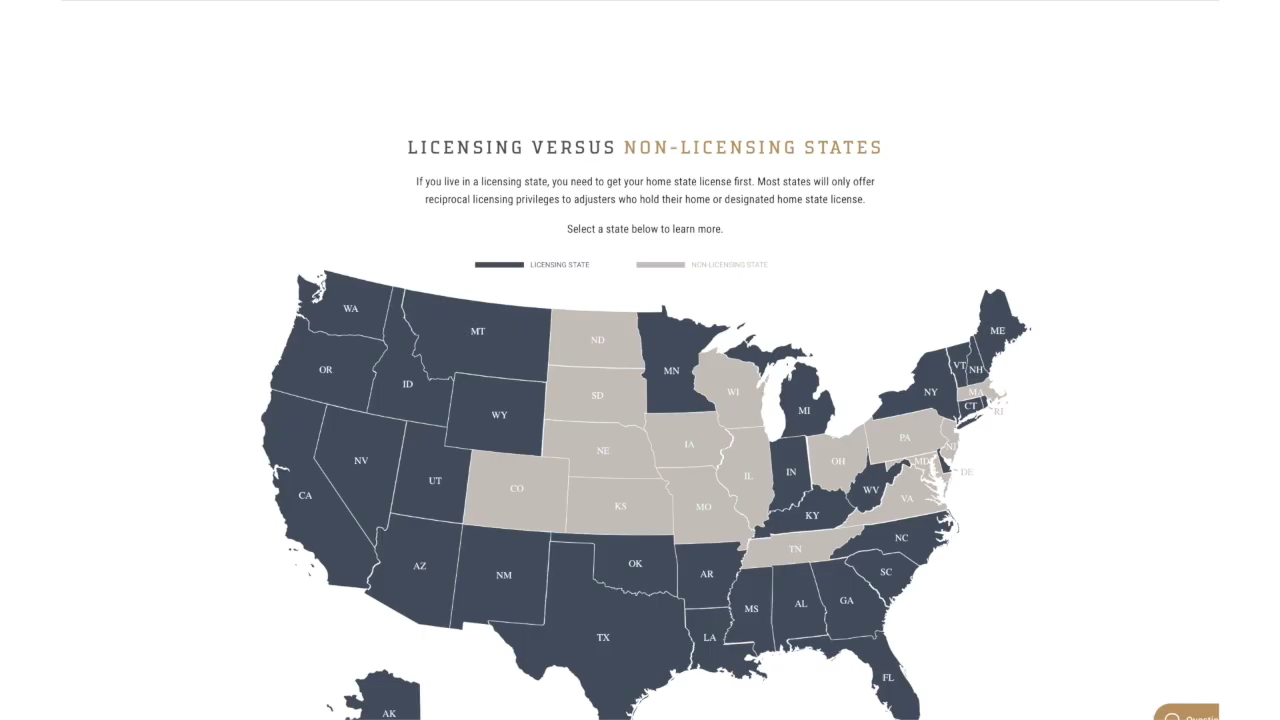 LICENSING VERSUS NON-LICENSING STATES
If you live in a licensing state, you need to get your home state license first. Most states will only offer
reciprocal licensing privileges to adjusters who hold their home or designated home state license.
Select a state below to learn more.
LICENSING STATE NON-LICENSING STATE
WA
MT
ND
ME
OR
ID
MN
VT
NH
WY
SD
WI
NY
MA
MI
CT
RI
NV
UT
NE
IA
PA
NJ
CA
CO
KS
MO
IL
IN
OH
MD
DE
WV
VA
KY
NC
AZ
NM
OK
AR
TN
SC
TX
LA
MS
AL
GA
FL
AK